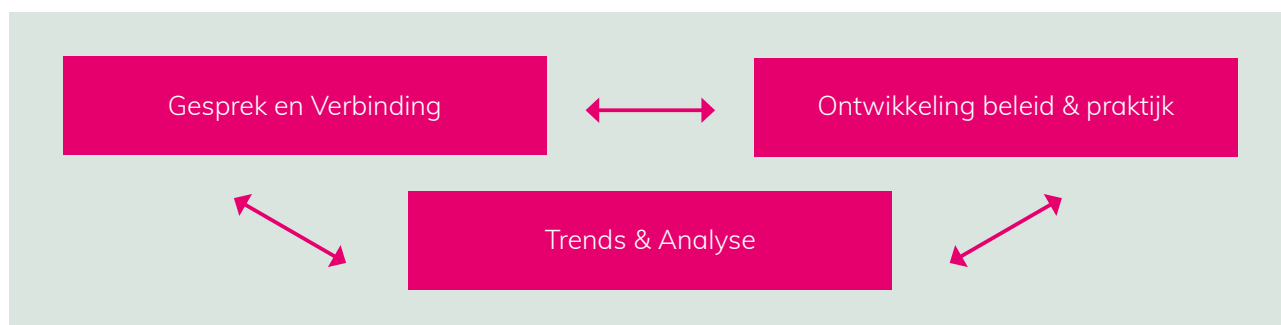 Gesprek en Verbinding
Ontwikkeling beleid & praktijk
Trends & Analyse